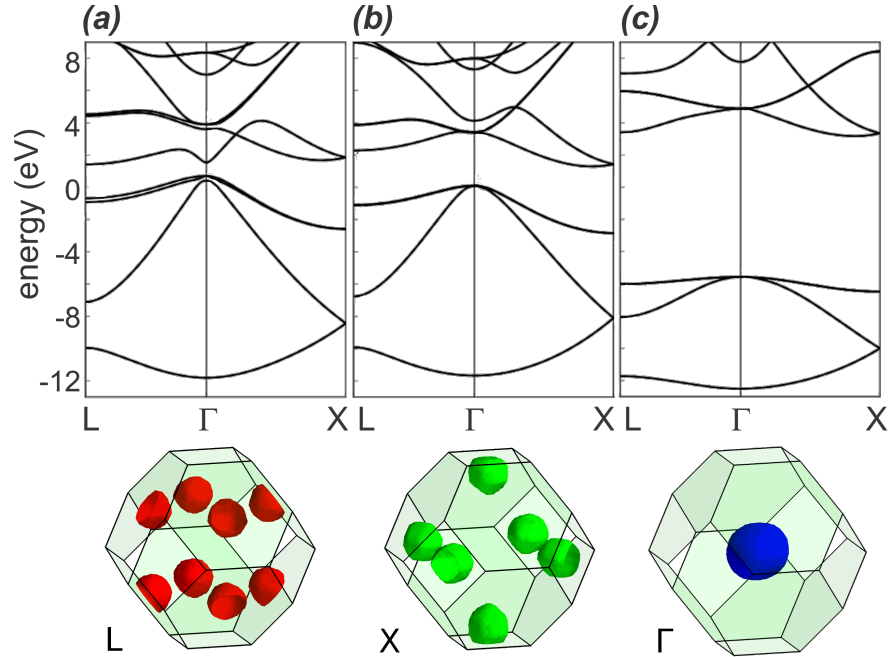 (a) (b) (c)
energy (eV)
8
4
0
-4
-8
-12
L Γ X L Γ X L Γ X
L X Γ